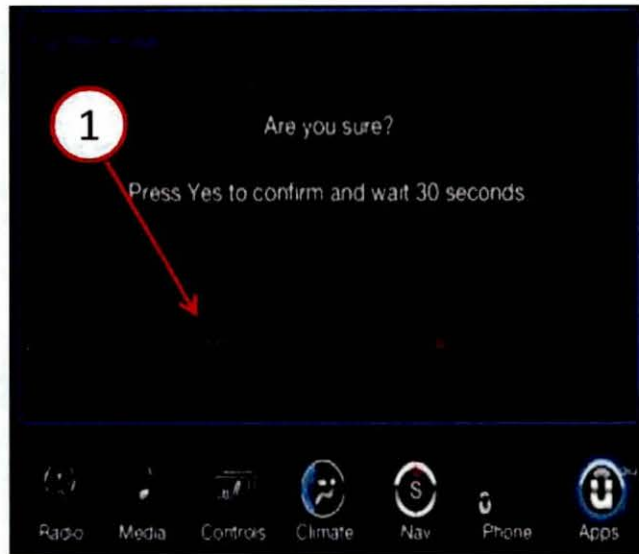 1
Are you sure?
Press Yes to confirm and wait 30 seconds
S
Radio Media Controls Climate Nav Phone Apps